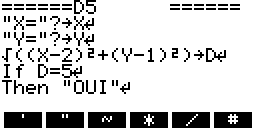 ======D5 ======
"X="?→X↵
"Y="?→Y↵
√((X-2)²+(Y-1)²)→D↵
If D=5↵
Then "OUI"↵
' " ~ * / #